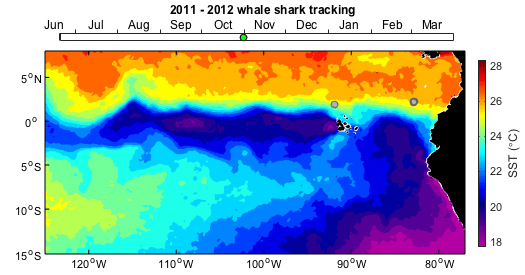 2011 - 2012 whale shark tracking
Jun Jul Aug Sep Oct Nov Dec Jan Feb Mar
5°N
0°
5°S
10°S
15°S
120°W 110°W 100°W 90°W 80°W
28
26
24
22
20
18
SST (°C)